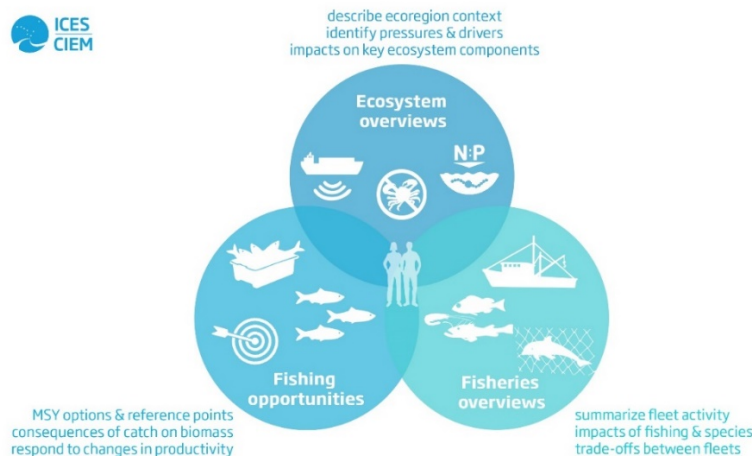 ICES
CIEM
describe ecoregion context
identify pressures & drivers
impacts on key ecosystem components
Ecosystem
overviews
N:P
Fishing
opportunities
Fisheries
overviews
MSY options & reference points
consequences of catch on biomass
respond to changes in productivity
summarize fleet activity
impacts of fishing & species
trade-offs between fleets